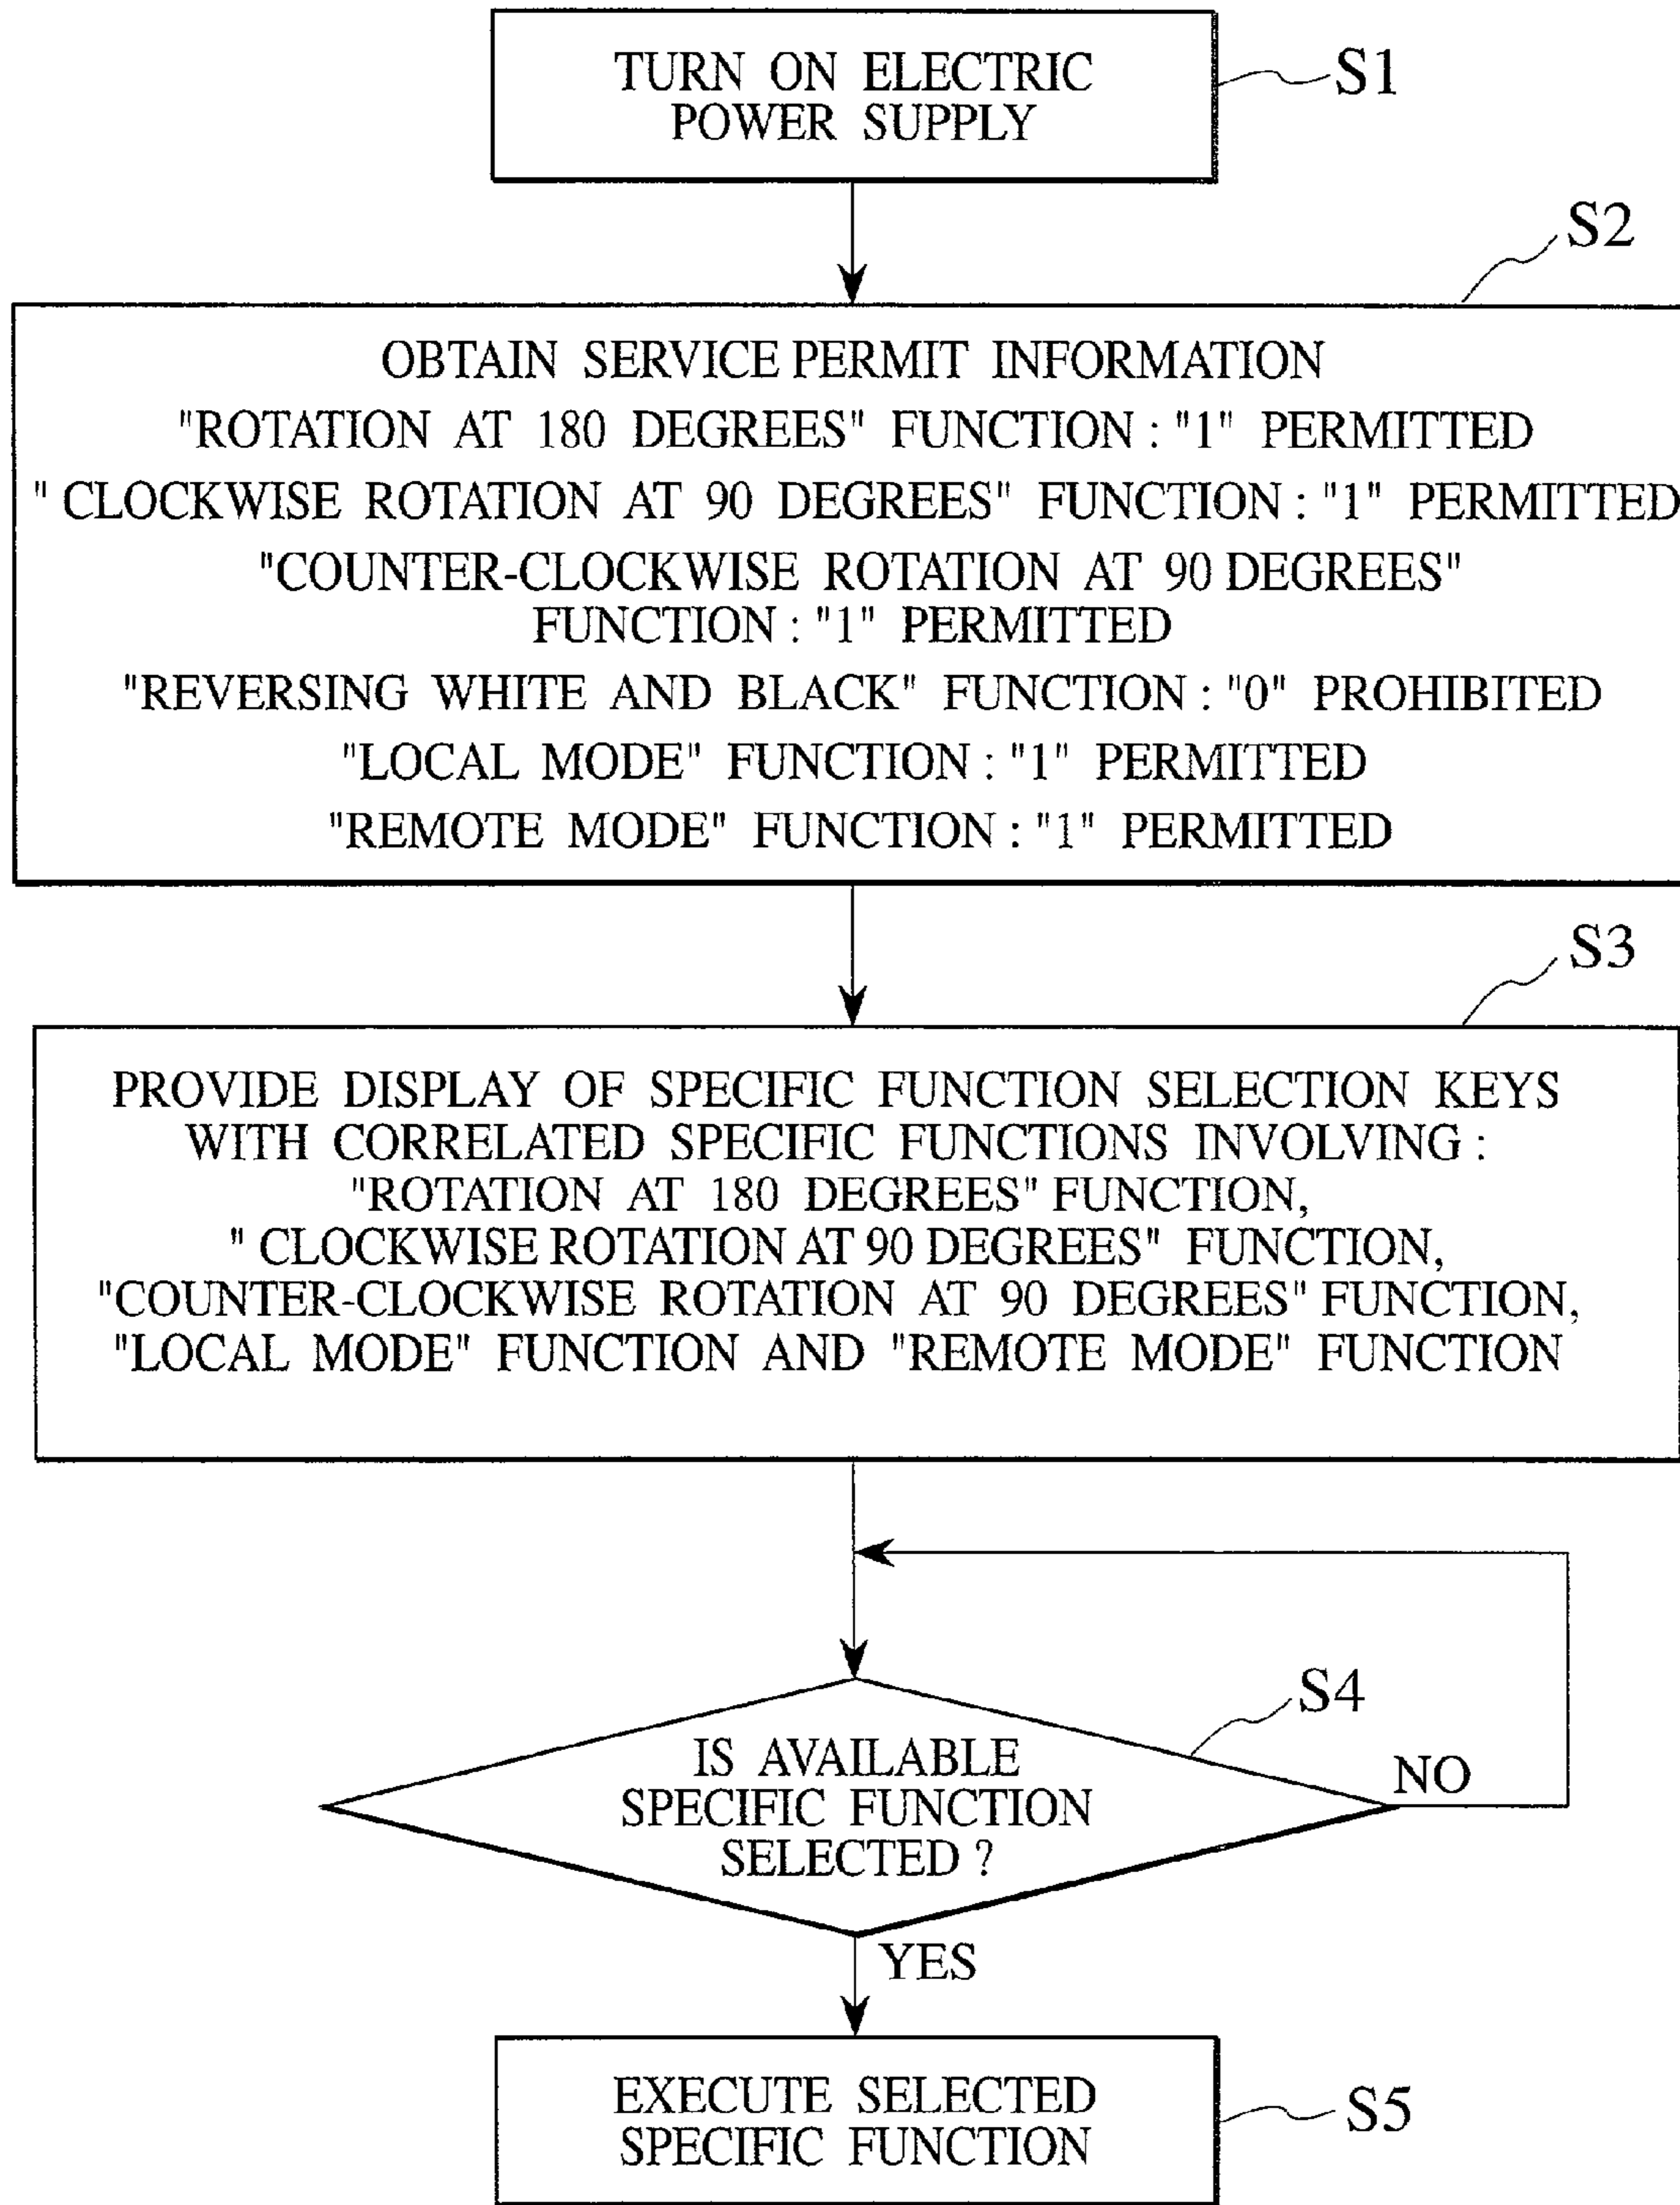 TURN ON ELECTRIC
POWER SUPPLY
S1
S2
OBTAIN SERVICE PERMIT INFORMATION
"ROTATION AT 180 DEGREES" FUNCTION : "1" PERMITTED
" CLOCKWISE ROTATION AT 90 DEGREES" FUNCTION : "1" PERMITTED
"COUNTER-CLOCKWISE ROTATION AT 90 DEGREES"
FUNCTION : "1" PERMITTED
"REVERSING WHITE AND BLACK" FUNCTION : "0" PROHIBITED
"LOCAL MODE" FUNCTION : "1" PERMITTED
"REMOTE MODE" FUNCTION : "1" PERMITTED
S3
PROVIDE DISPLAY OF SPECIFIC FUNCTION SELECTION KEYS
WITH CORRELATED SPECIFIC FUNCTIONS INVOLVING :
"ROTATION AT 180 DEGREES" FUNCTION,
" CLOCKWISE ROTATION AT 90 DEGREES" FUNCTION,
"COUNTER-CLOCKWISE ROTATION AT 90 DEGREES" FUNCTION,
"LOCAL MODE" FUNCTION AND "REMOTE MODE" FUNCTION
S4
IS AVAILABLE
SPECIFIC FUNCTION
SELECTED ?
NO
YES
EXECUTE SELECTED
SPECIFIC FUNCTION
S5